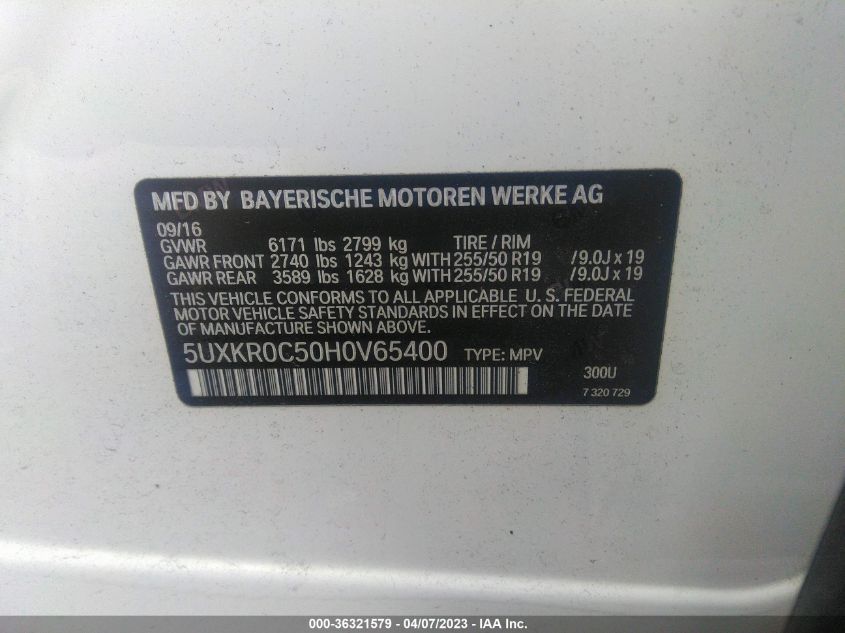 MFD BY BAYERISCHE MOTOREN WERKE AG
09/16
GVWR 6171 lbs 2799 kg TIRE / RIM
GAWR FRONT 2740 lbs 1243 kg WITH 255/50 R19 /9.0J x 19
GAWR REAR 3589 lbs 1628 kg WITH 255/50 R19 /9.0J x 19
THIS VEHICLE CONFORMS TO ALL APPLICABLE U. S. FEDERAL
MOTOR VEHICLE SAFETY STANDARDS IN EFFECT ON THE
DATE OF MANUFACTURE SHOWN ABOVE.
5UXKR0C50H0V65400 TYPE: MPV
300U
7 320 729
000-36321579 - 04/07/2023 - IAA Inc.